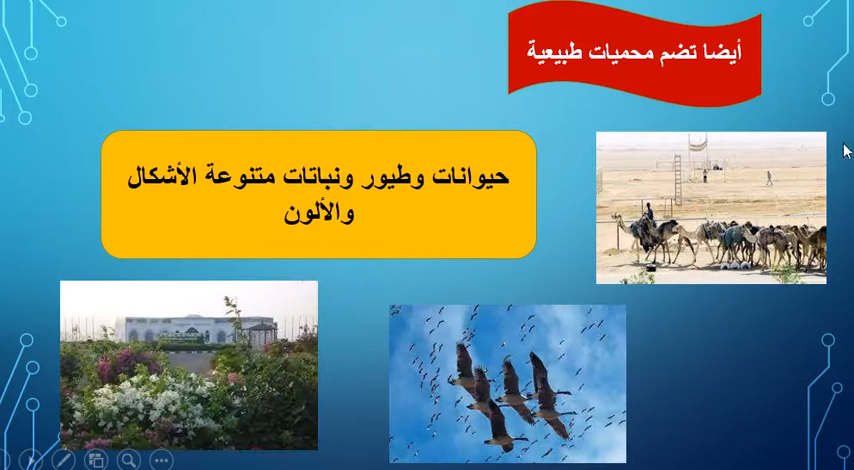 أيضا تضم محميات طبيعية
حيوانات وطيور ونباتات متنوعة الأشكال
والألون